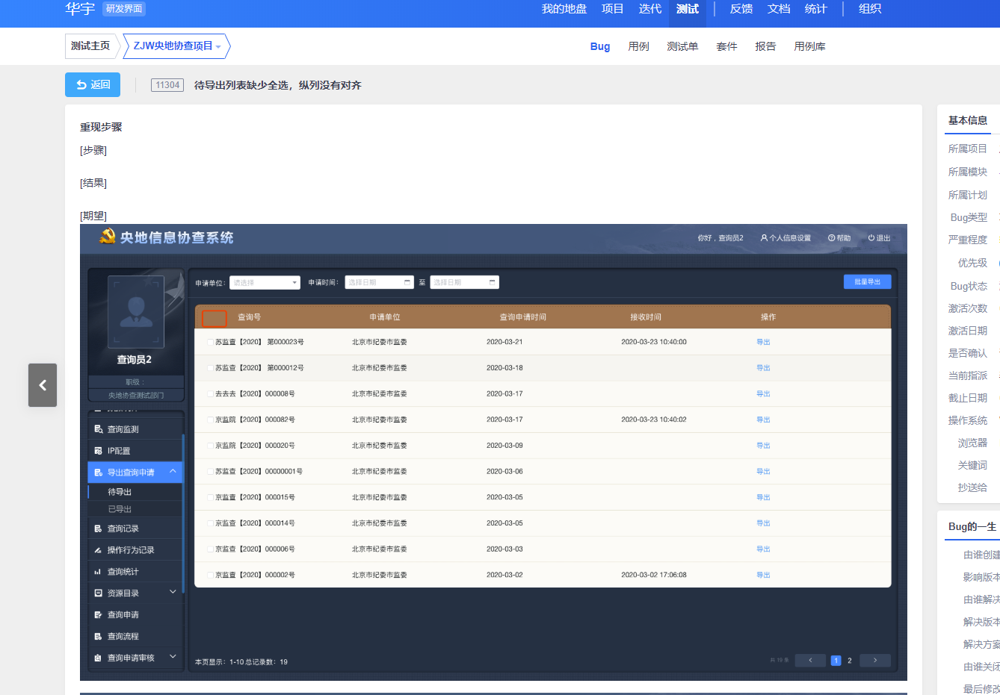 华宇 研发界面 我的地盘 项目 迭代 测试 反馈 文档 统计 组织
测试主页 ZJW央地协查项目 Bug 用例 测试单 套件 报告 用例库
返回 11304 待导出列表缺少全选，纵列没有对齐
重现步骤
[步骤]
[结果]
[期望]
央地信息协查系统 你好，查询员2 个人信息设置 帮助 退出
查询员2
职级：
央地协查测试部门
查询监测
IP配置
导出查询申请
待导出
已导出
查询记录
操作行为记录
查询统计
资源目录
查询申请
查询流程
查询申请审核
申请单位： 请选择 申请时间： 选择日期 至 选择日期 批量导出
查询号 申请单位 查询申请时间 接收时间 操作
苏监查【2020】 第000023号 北京市纪委市监委 2020-03-21 2020-03-23 10:40:00 导出
苏监查【2020】 第000012号 北京市纪委市监委 2020-03-18 导出
去去去【2020】000008号 北京市纪委市监委 2020-03-17 导出
京监院【2020】000082号 北京市纪委市监委 2020-03-17 2020-03-23 10:40:02 导出
京监院【2020】000020号 北京市纪委市监委 2020-03-09 导出
苏监查【2020】00000001号 北京市纪委市监委 2020-03-06 导出
京监查【2020】000015号 北京市纪委市监委 2020-03-05 导出
京监查【2020】000014号 北京市纪委市监委 2020-03-05 导出
京监查【2020】000006号 北京市纪委市监委 2020-03-03 导出
京监查【2020】000002号 北京市纪委市监委 2020-03-02 2020-03-02 17:06:08 导出
本页显示：1-10 总记录数：19 共 19 条 1 2
基本信息
所属项目
所属模块
所属计划
Bug类型
严重程度
优先级
Bug状态
激活次数
激活日期
是否确认
当前指派
截止日期
操作系统
浏览器
关键词
抄送给
Bug的一生
由谁创建
影响版本
由谁解决
解决版本
解决方案
由谁关闭
最后修改